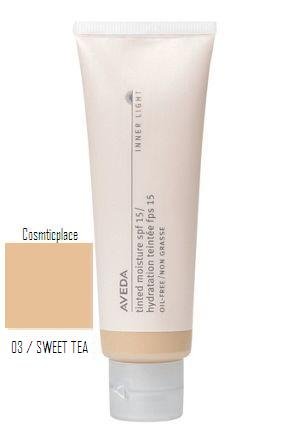 INNER LIGHT
AVEDA
tinted moisture spf 15/
hydratation teintée fps 15
OIL-FREE/NON GRASSE
Cosmticplace
03 / SWEET TEA